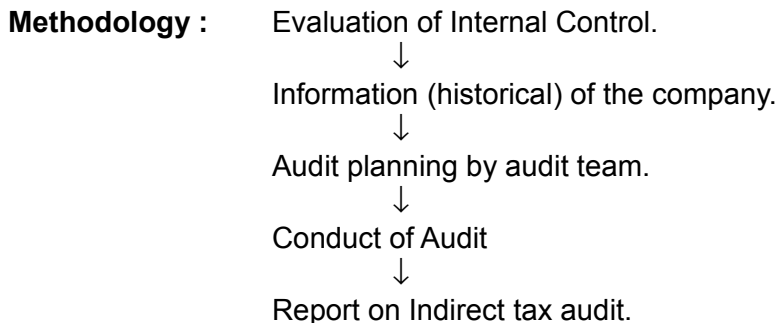 Methodology : Evaluation of Internal Control.
↓
Information (historical) of the company.
↓
Audit planning by audit team.
↓
Conduct of Audit
↓
Report on Indirect tax audit.